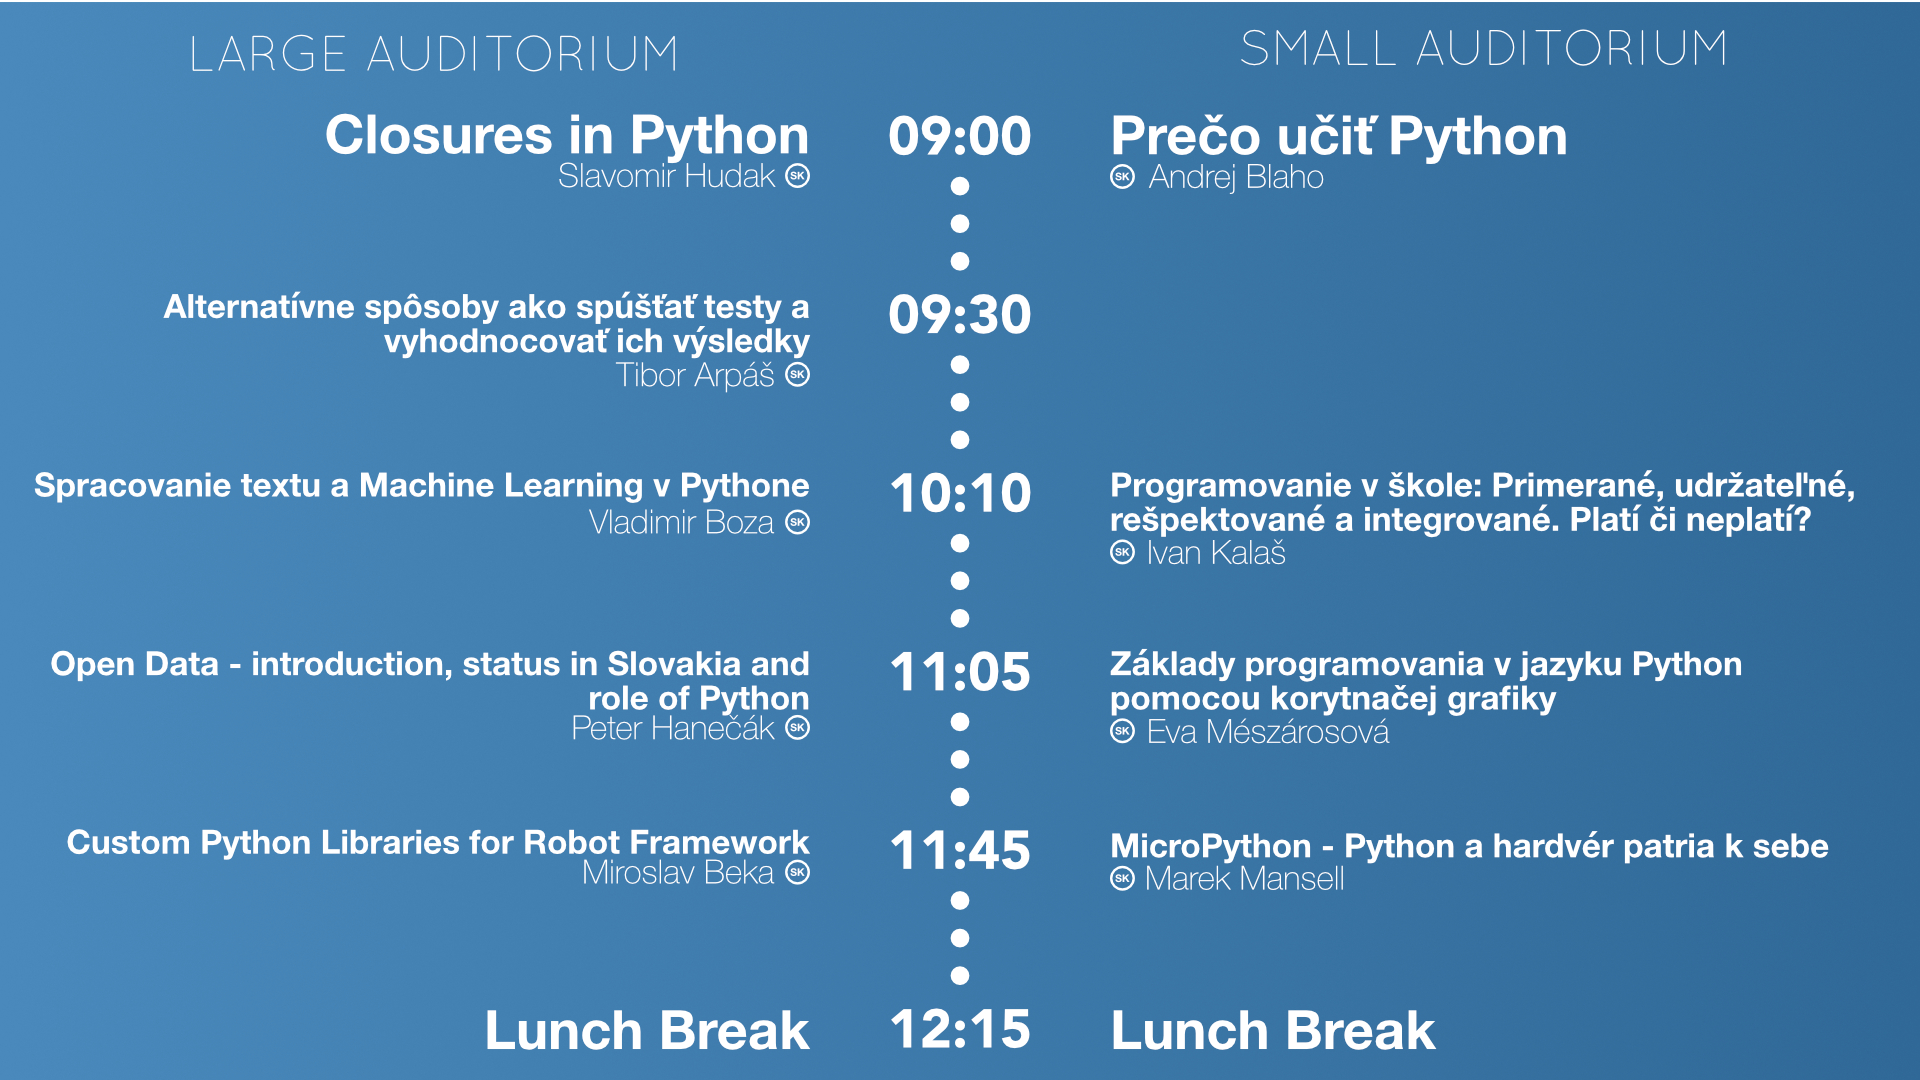 LARGE AUDITORIUM
SMALL AUDITORIUM
Closures in Python
Slavomir Hudak SK
09:00
Prečo učiť Python
SK Andrej Blaho
Alternatívne spôsoby ako spúšťať testy a
vyhodnocovať ich výsledky
Tibor Arpáš SK
09:30
Spracovanie textu a Machine Learning v Pythone
Vladimir Boza SK
10:10
Programovanie v škole: Primerané, udržateľné,
rešpektované a integrované. Platí či neplatí?
SK Ivan Kalaš
Open Data - introduction, status in Slovakia and
role of Python
Peter Hanečák SK
11:05
Základy programovania v jazyku Python
pomocou korytnačej grafiky
SK Eva Mészárosová
Custom Python Libraries for Robot Framework
Miroslav Beka SK
11:45
MicroPython - Python a hardvér patria k sebe
SK Marek Mansell
Lunch Break
12:15
Lunch Break